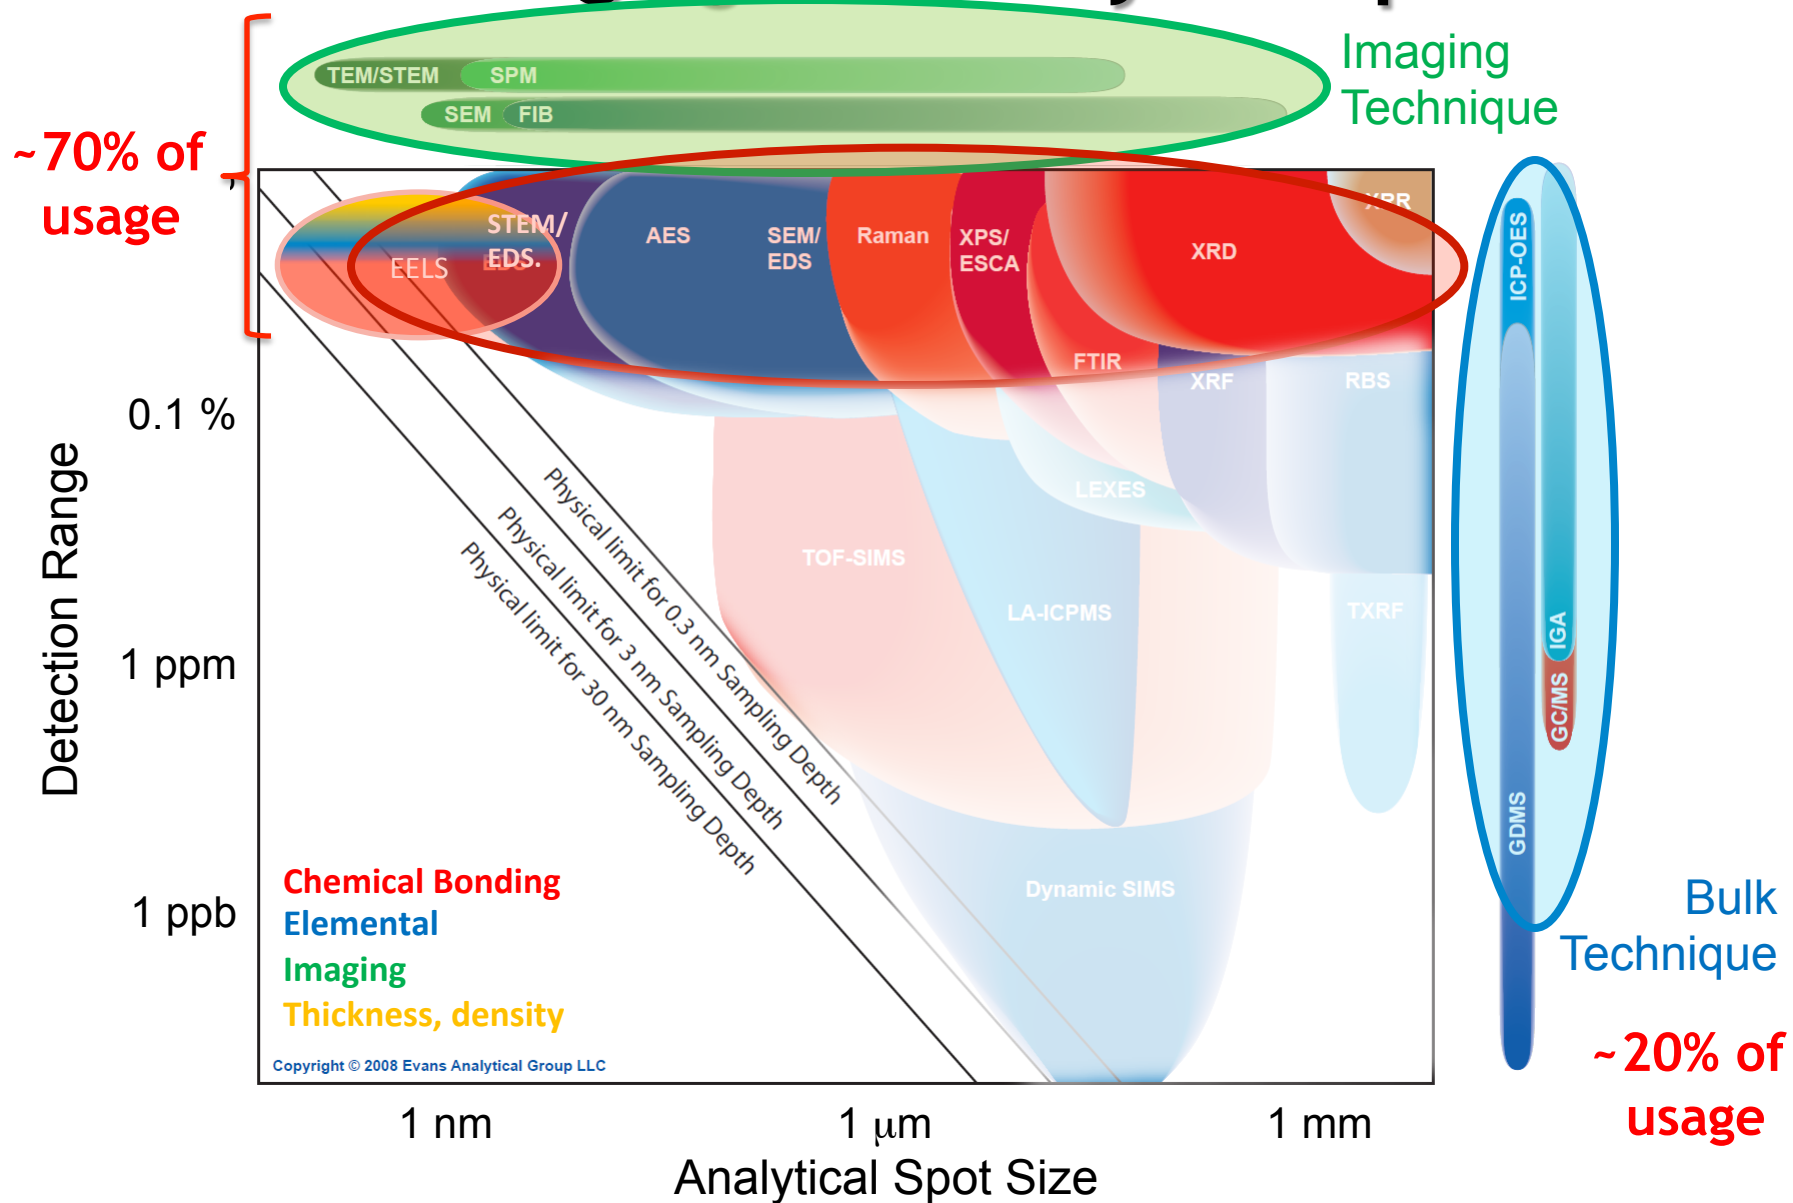 TEM/STEM SPM
SEM FIB
Imaging
Technique
~70% of
usage
STEM/
EDS.
EELS
AES
SEM/
EDS
Raman
XPS/
ESCA
XRD
XRR
FTIR
XRF
RBS
LEXES
TOF-SIMS
LA-ICPMS
TXRF
Dynamic SIMS
Physical limit for 0.3 nm Sampling Depth
Physical limit for 3 nm Sampling Depth
Physical limit for 30 nm Sampling Depth
Detection Range
0.1 %
1 ppm
1 ppb
Chemical Bonding
Elemental
Imaging
Thickness, density
Copyright © 2008 Evans Analytical Group LLC
1 nm
1 μm
1 mm
Analytical Spot Size
ICP-OES
GDMS
IGA
GC/MS
Bulk
Technique
~20% of
usage